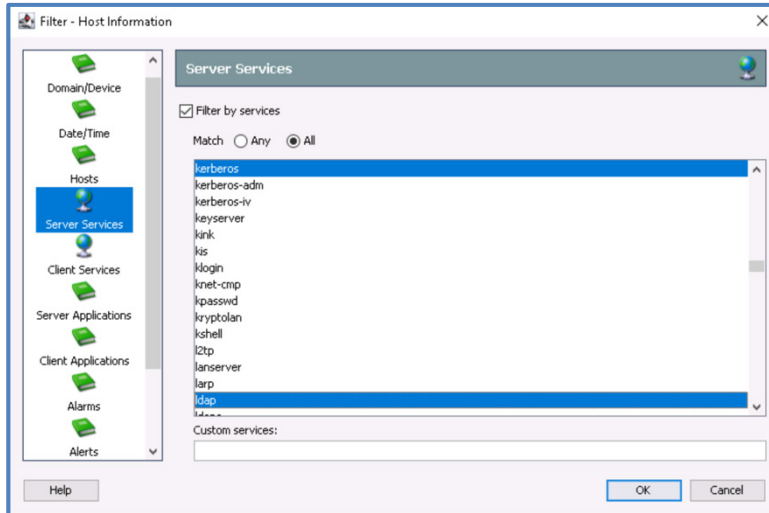 Filter - Host Information
Domain/Device
Date/Time
Hosts
Server Services
Client Services
Server Applications
Client Applications
Alarms
Alerts
Server Services
Filter by services
Match Any All
kerberos
kerberos-adm
kerberos-iv
keyserver
kink
kis
klogin
knet-cmp
kpasswd
kryptolan
kshell
l2tp
lanserver
larp
ldap
Custom services:
Help OK Cancel